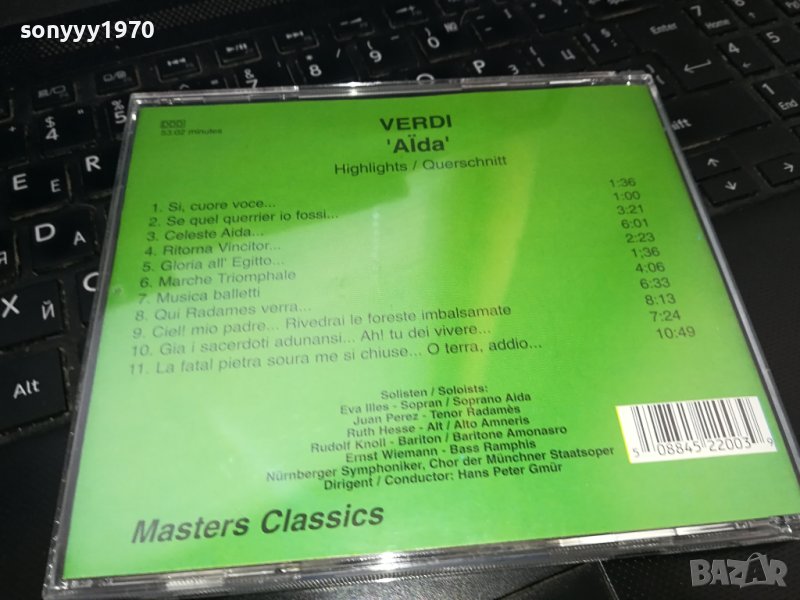 sonyyy1970
DDD
53:02 minutes
VERDI
'AÏda'
Highlights / Querschnitt
1. Si, cuore voce... 1:36
2. Se quel querrier io fossi... 1:00
3. Celeste Aida... 3:21
4. Ritorna Vincitor... 6:01
5. Gloria all' Egitto... 2:23
6. Marche Triomphale 1:36
7. Musica balletti 4:06
8. Qui Radames verra... 6:33
9. Ciel! mio padre... Rivedrai le foreste imbalsamate 8:13
10. Gia i sacerdoti adunansi... Ah! tu dei vivere... 7:24
11. La fatal pietra soura me si chiuse... O terra, addio... 10:49
Solisten / Soloists:
Eva Illes - Sopran / Soprano Aida
Juan Perez - Tenor Radamès
Ruth Hesse - Alt / Alto Amneris
Rudolf Knoll - Bariton / Baritone Amonasro
Ernst Wiemann - Bass Ramphis
Nürnberger Symphoniker, Chor der Münchner Staatsoper
Dirigent / Conductor: Hans Peter Gmür
5 08845 22003 9
Masters Classics
Alt
End
BAZAR